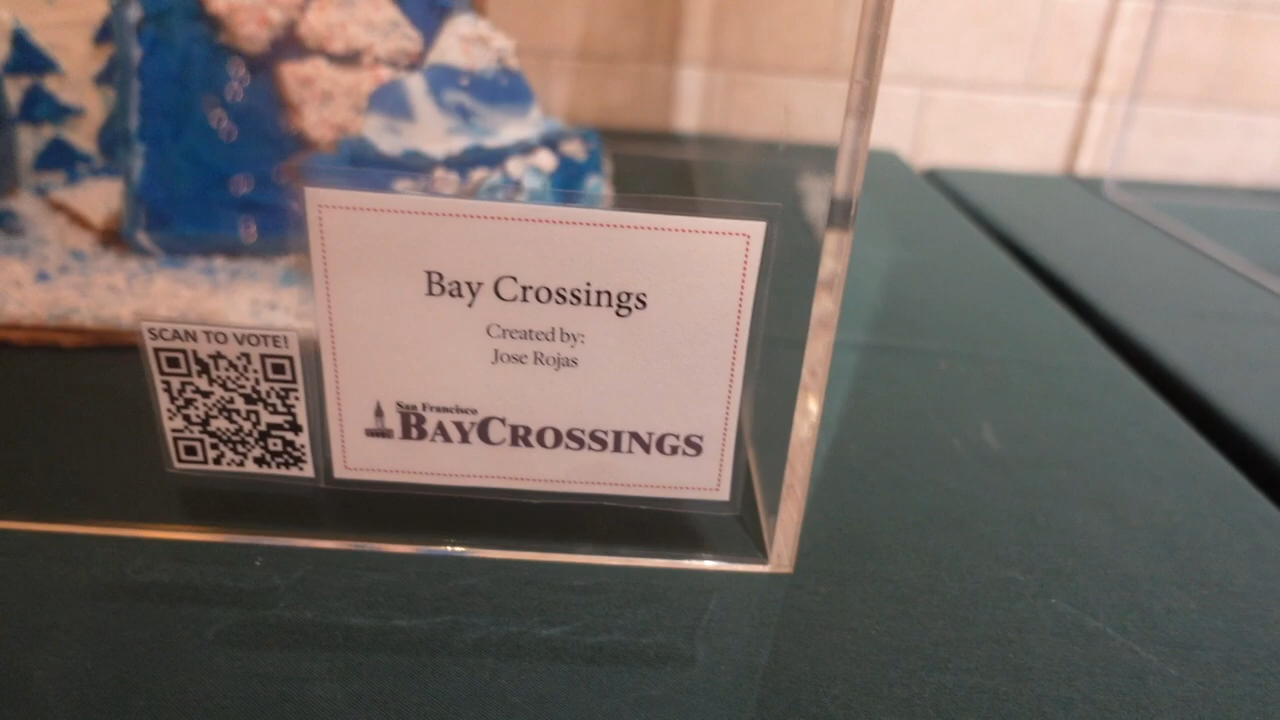 SCAN TO VOTE!
Bay Crossings
Created by:
Jose Rojas
San Francisco
BAYCROSSINGS